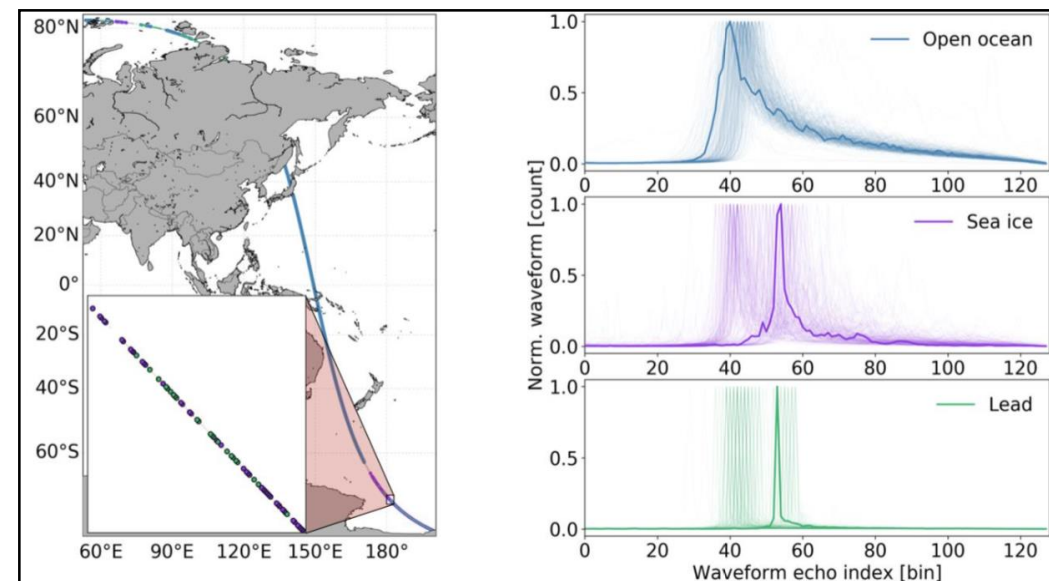 80°N
60°N
40°N
20°N
0°
20°S
40°S
60°S
60°E 90°E 120°E 150°E 180°
Norm. waveform [count]
1.0
0.5
0.0
Open ocean
0 20 40 60 80 100 120
1.0
0.5
0.0
Sea ice
0 20 40 60 80 100 120
1.0
0.5
0.0
Lead
0 20 40 60 80 100 120
Waveform echo index [bin]